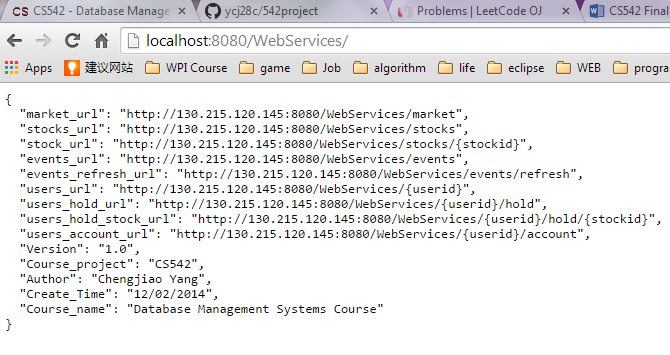 CS CS542 - Database Manage
ycj28c/542project
Problems | LeetCode OJ
CS542 Final
localhost:8080/WebServices/
Apps
建议网站
WPI Course
game
Job
algorithm
life
eclipse
WEB
progra
{
"market_url": "http://130.215.120.145:8080/WebServices/market",
"stocks_url": "http://130.215.120.145:8080/WebServices/stocks",
"stock_url": "http://130.215.120.145:8080/WebServices/stocks/{stockid}",
"events_url": "http://130.215.120.145:8080/WebServices/events",
"events_refresh_url": "http://130.215.120.145:8080/WebServices/events/refresh",
"users_url": "http://130.215.120.145:8080/WebServices/{userid}",
"users_hold_url": "http://130.215.120.145:8080/WebServices/{userid}/hold",
"users_hold_stock_url": "http://130.215.120.145:8080/WebServices/{userid}/hold/{stockid}",
"users_account_url": "http://130.215.120.145:8080/WebServices/{userid}/account",
"Version": "1.0",
"Course_project": "CS542",
"Author": "Chengjiao Yang",
"Create_Time": "12/02/2014",
"Course_name": "Database Management Systems Course"
}